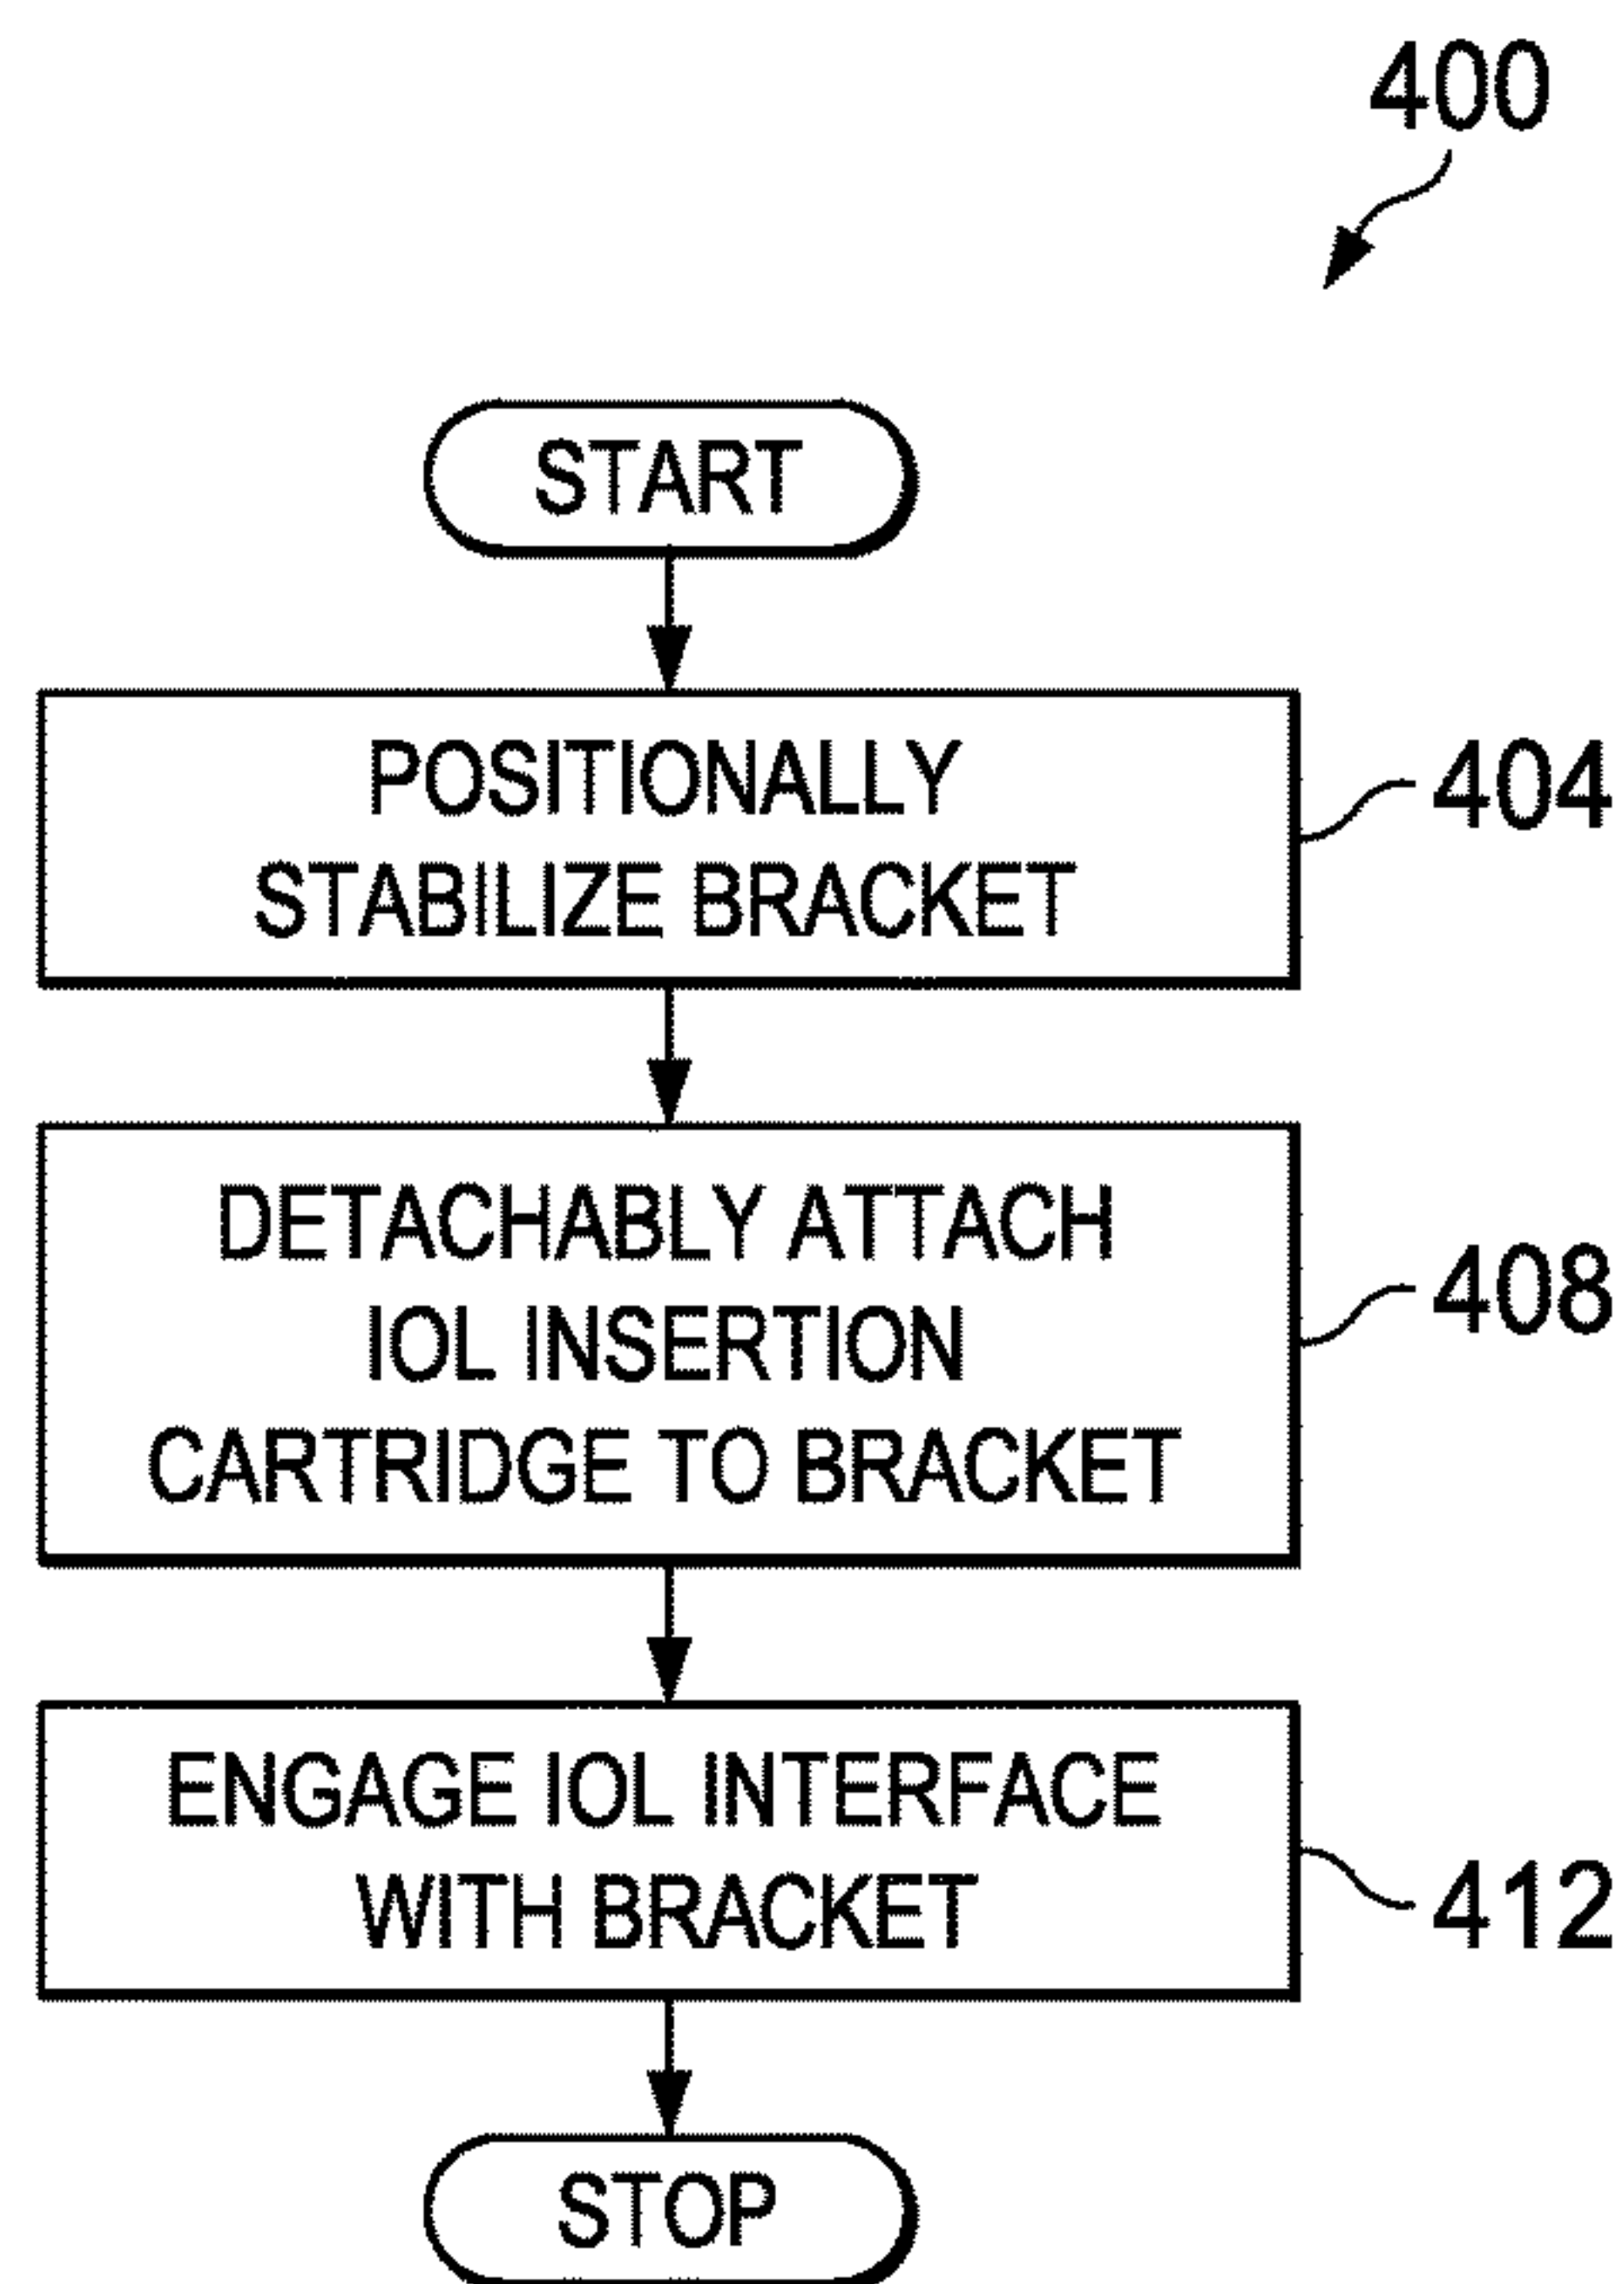 400
START
POSITIONALLY
STABILIZE BRACKET
404
DETACHABLY ATTACH
IOL INSERTION
CARTRIDGE TO BRACKET
408
ENGAGE IOL INTERFACE
WITH BRACKET
412
STOP